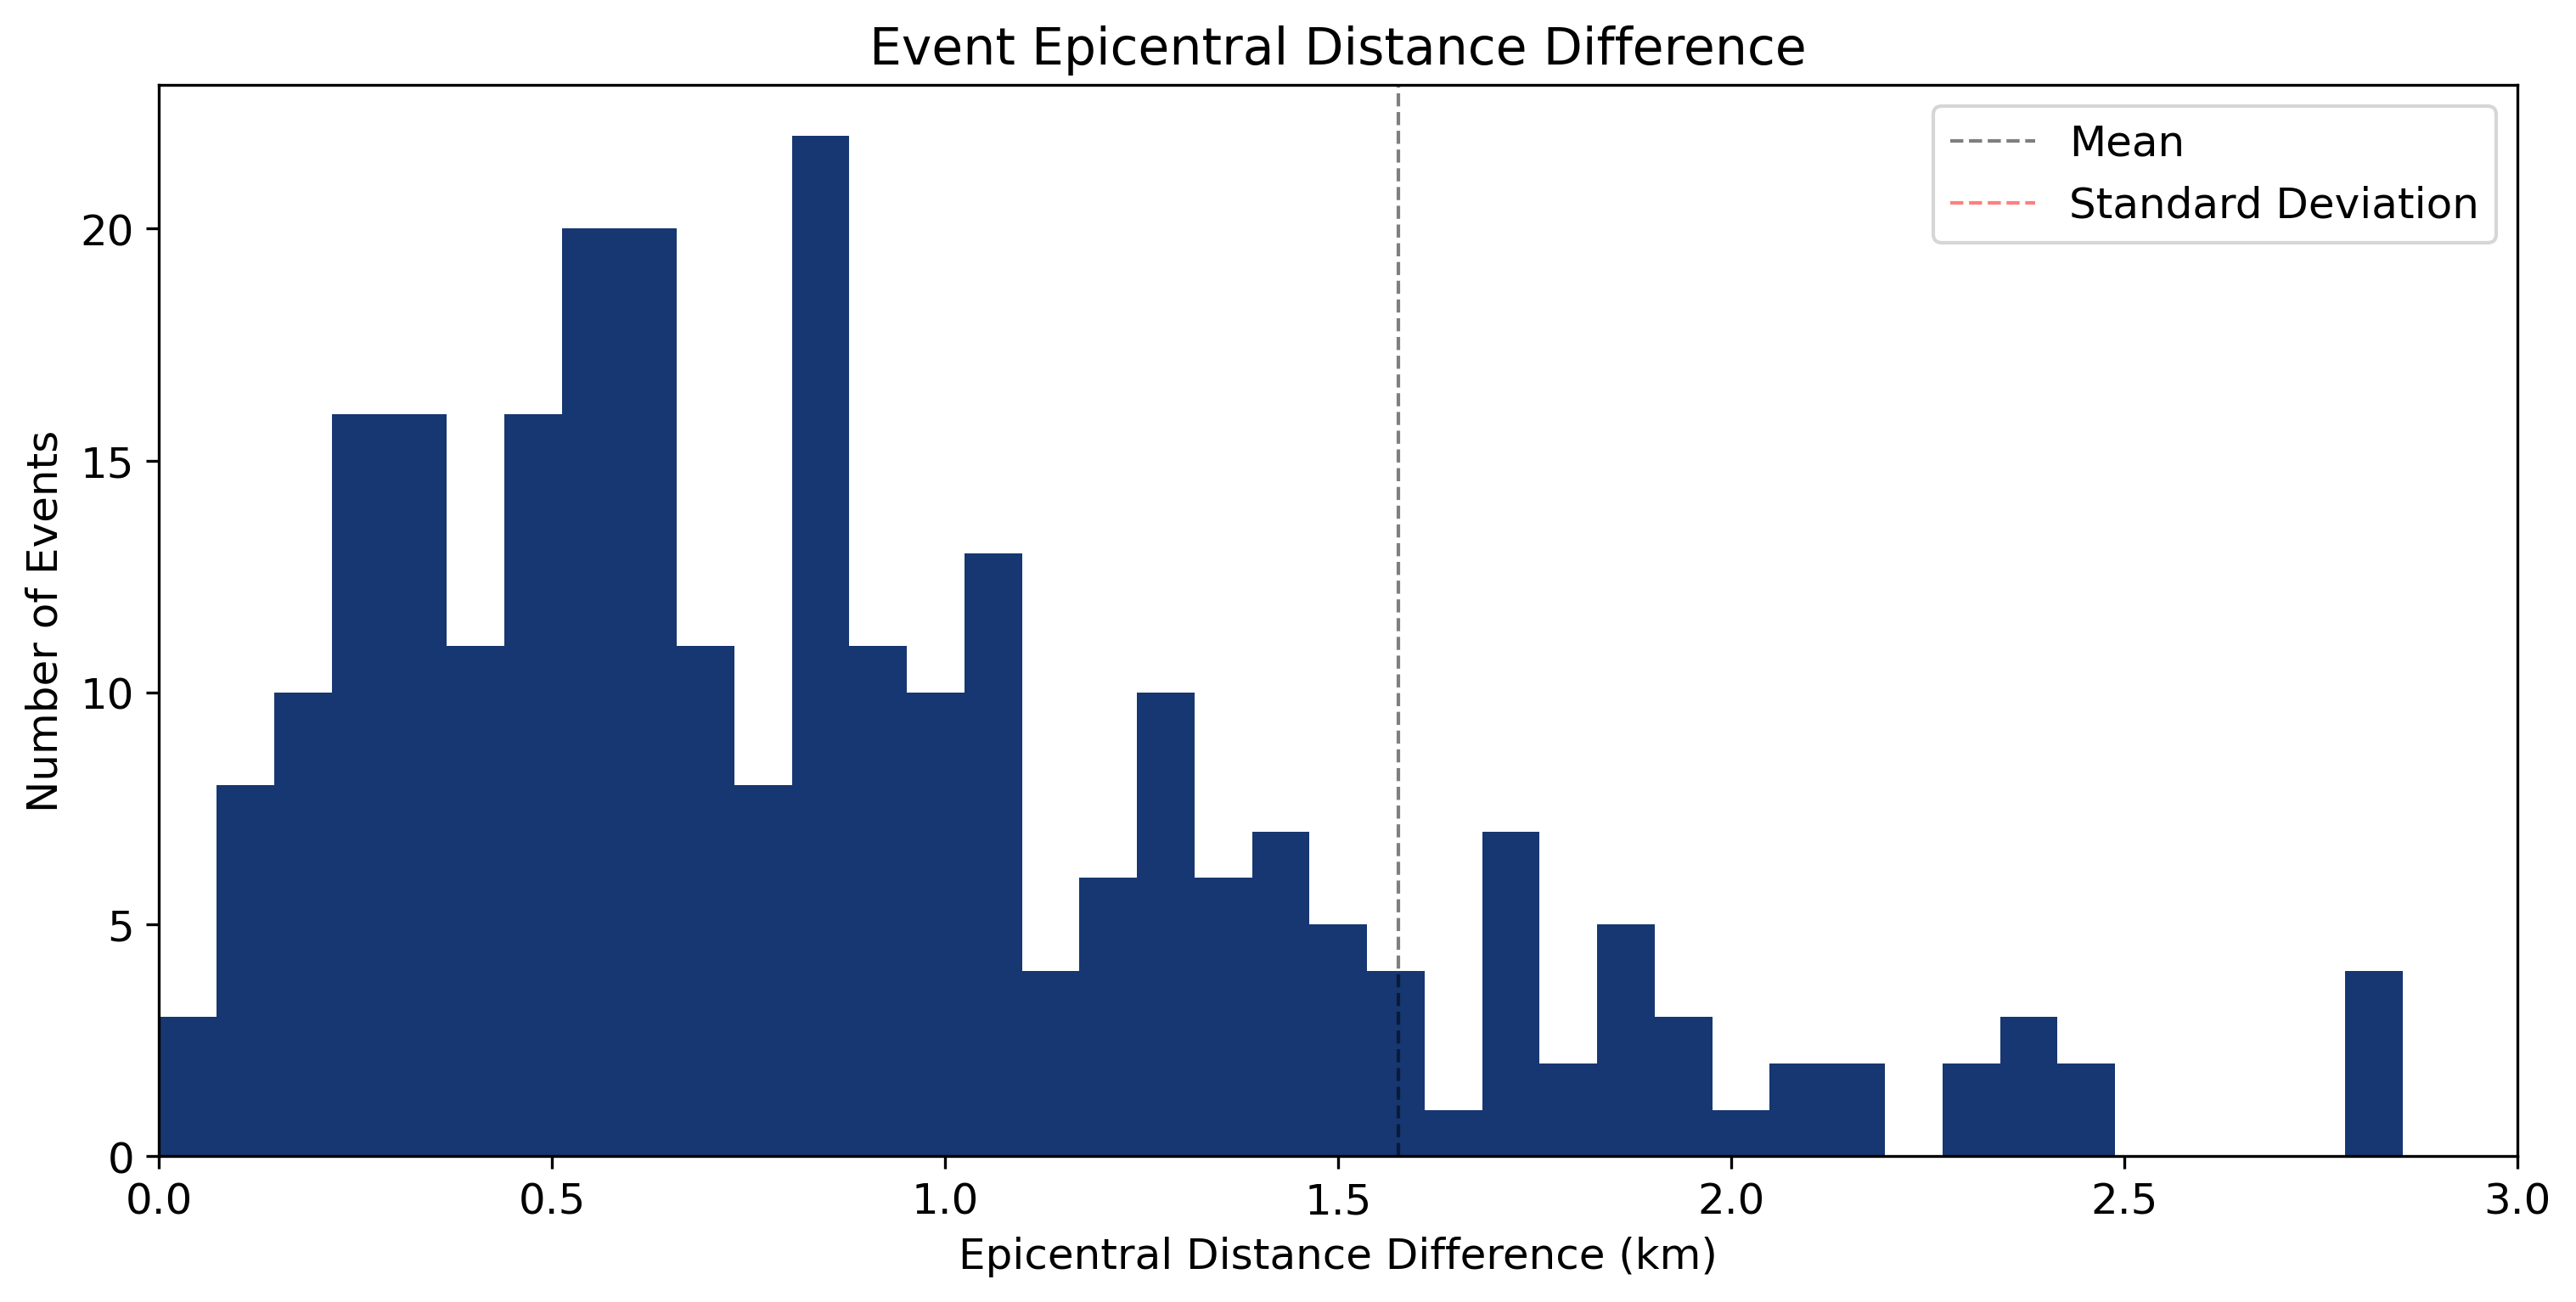 Event Epicentral Distance Difference
Mean
Standard Deviation
Number of Events
20
15
10
5
0
0.0 0.5 1.0 1.5 2.0 2.5 3.0
Epicentral Distance Difference (km)